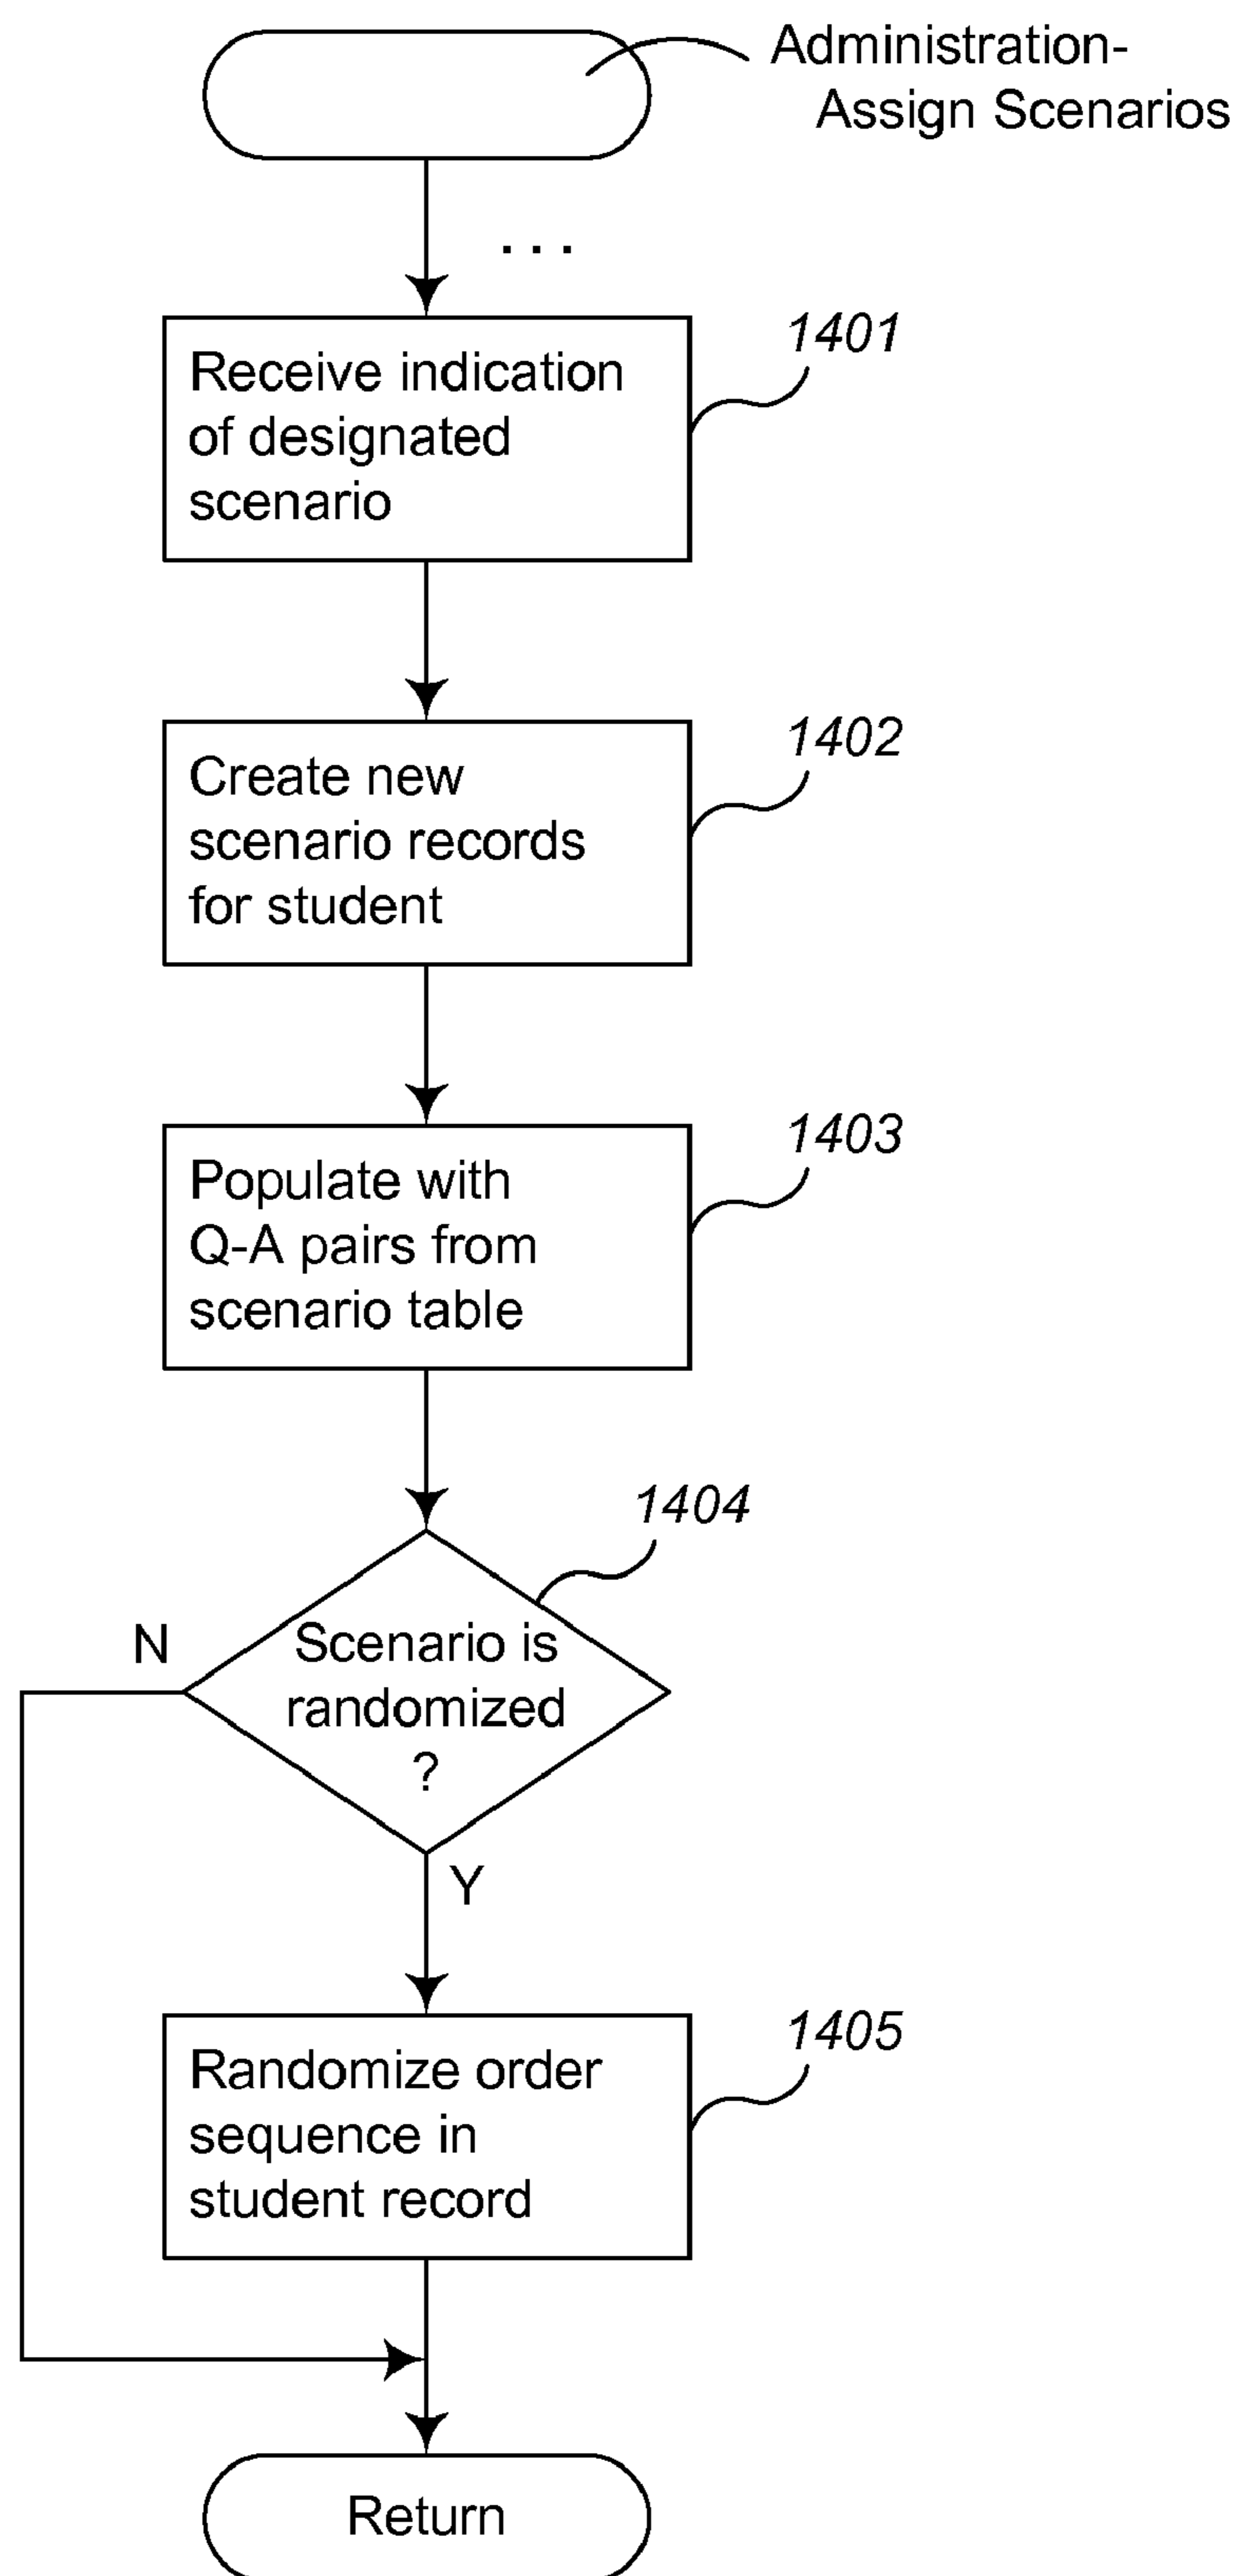 Administration-
Assign Scenarios
...
1401
Receive indication
of designated
scenario
1402
Create new
scenario records
for student
1403
Populate with
Q-A pairs from
scenario table
1404
N
Scenario is
randomized
?
Y
1405
Randomize order
sequence in
student record
Return